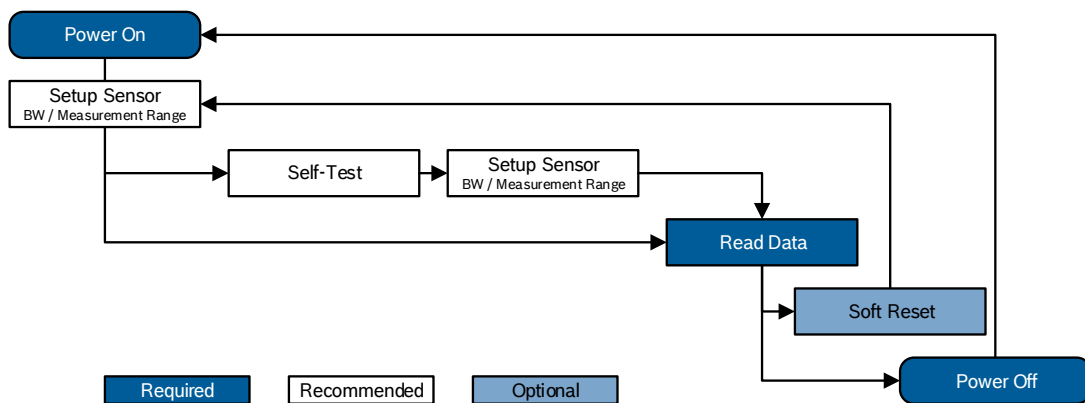 Power On
Setup Sensor
BW / Measurement Range
Self-Test
Setup Sensor
BW / Measurement Range
Read Data
Soft Reset
Power Off
Required
Recommended
Optional